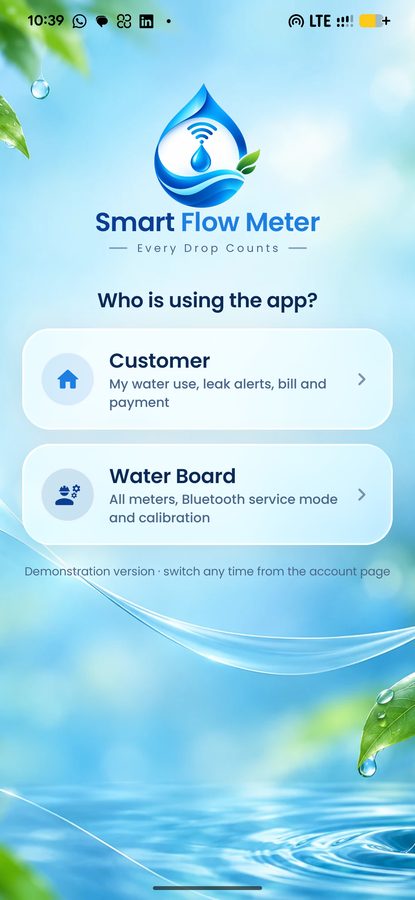 10:39
LTE
Smart Flow Meter
Every Drop Counts
Who is using the app?
Customer
My water use, leak alerts, bill and
payment
Water Board
All meters, Bluetooth service mode
and calibration
Demonstration version · switch any time from the account page